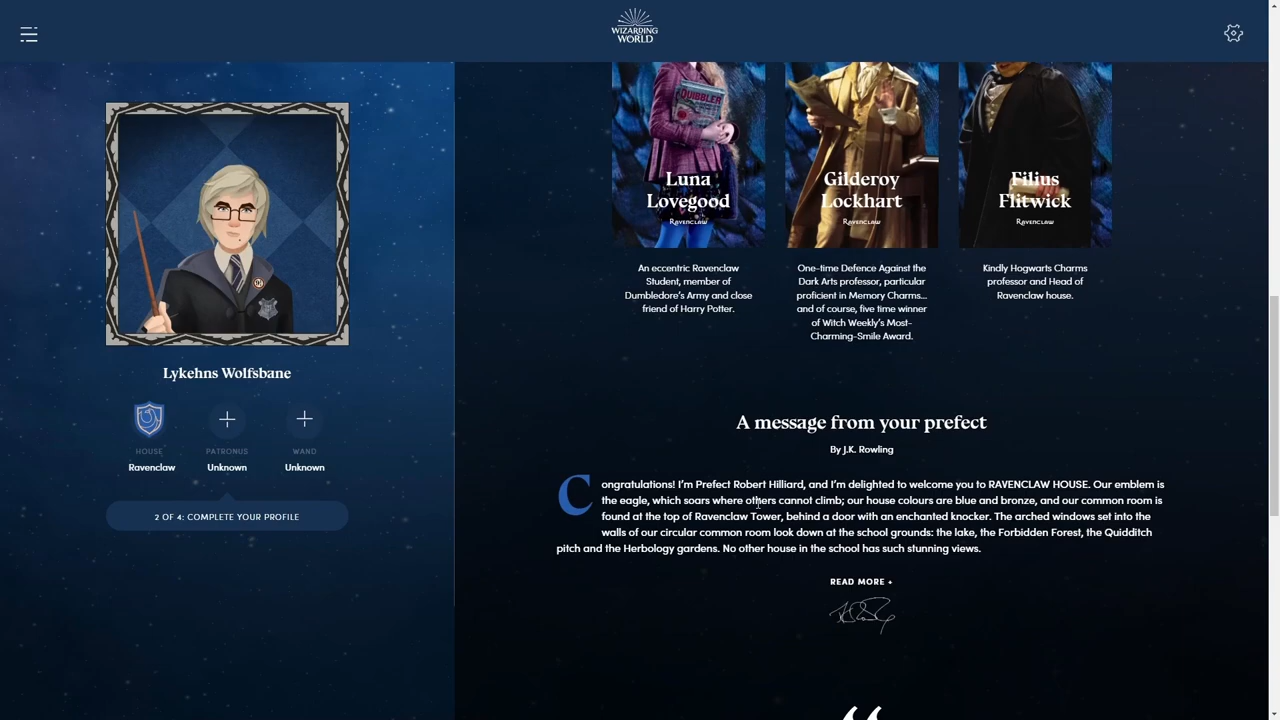 WIZARDING
WORLD
QUIBBLER
Luna
Lovegood
Ravenclaw
Gilderoy
Lockhart
Ravenclaw
Filius
Flitwick
Ravenclaw
An eccentric Ravenclaw
Student, member of
Dumbledore's Army and close
friend of Harry Potter.
One-time Defence Against the
Dark Arts professor, particular
proficient in Memory Charms...
and of course, five time winner
of Witch Weekly's Most-
Charming-Smile Award.
Kindly Hogwarts Charms
professor and Head of
Ravenclaw house.
Lykehns Wolfsbane
HOUSE
Ravenclaw
PATRONUS
Unknown
WAND
Unknown
2 OF 4: COMPLETE YOUR PROFILE
A message from your prefect
By J.K. Rowling
Congratulations! I'm Prefect Robert Hilliard, and I'm delighted to welcome you to RAVENCLAW HOUSE. Our emblem is
the eagle, which soars where others cannot climb; our house colours are blue and bronze, and our common room is
found at the top of Ravenclaw Tower, behind a door with an enchanted knocker. The arched windows set into the
walls of our circular common room look down at the school grounds: the lake, the Forbidden Forest, the Quidditch
pitch and the Herbology gardens. No other house in the school has such stunning views.
READ MORE +